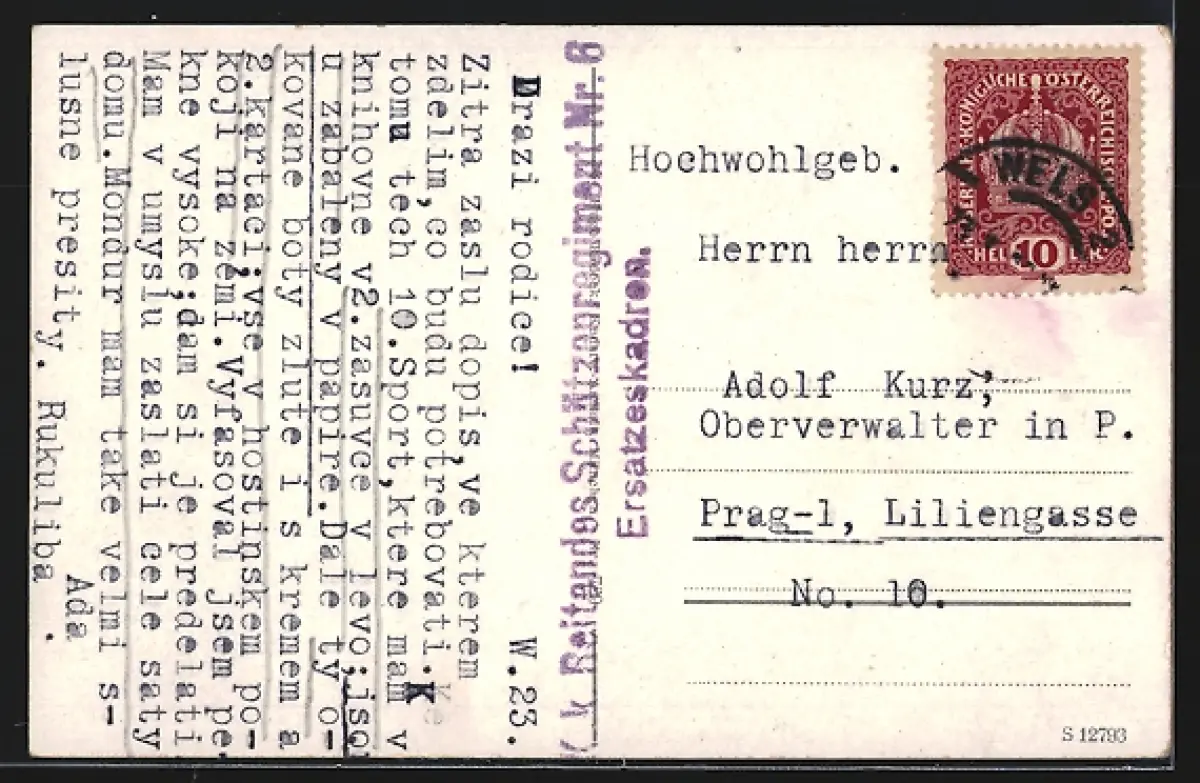 W.23.
Drazi rodice!
Zitra zaslu dopis,ve kterem
zdelim,co budu potrebovati.Ke
tomu tech 10.Sport,ktere mam v
knihovne v2.zasuvce v levo;jso
u zabaleny v papire.Dale ty o-
kovane boty zlute i s kremem a
2.kartaci;vse v hostinskem po-
koji na zemi.Vyfasoval jsem pe
kne vysoke;dam si je predelati
Mam v umyslu zaslati cele saty
domu.Mondur mam take velmi s-
lusne presity. Rukuliba
Ada.
K.k. Reitendes Schützenregiment Nr. 6
Ersatzeskadron.
KAISERLICH-KÖNIGLICHE ÖSTERREICHISCHE POST
HELLER 10 HELLER
WELS
Hochwohlgeb.
Herrn herrn
Adolf Kurz,
Oberverwalter in P.
Prag-1, Liliengasse
No. 10.
S 12793